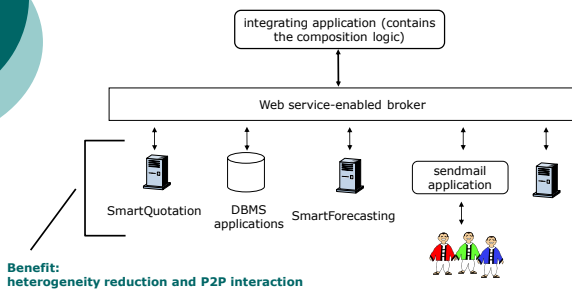 integrating application (contains
the composition logic)
Web service-enabled broker
SmartQuotation
DBMS
applications
SmartForecasting
sendmail
application
Benefit:
heterogeneity reduction and P2P interaction